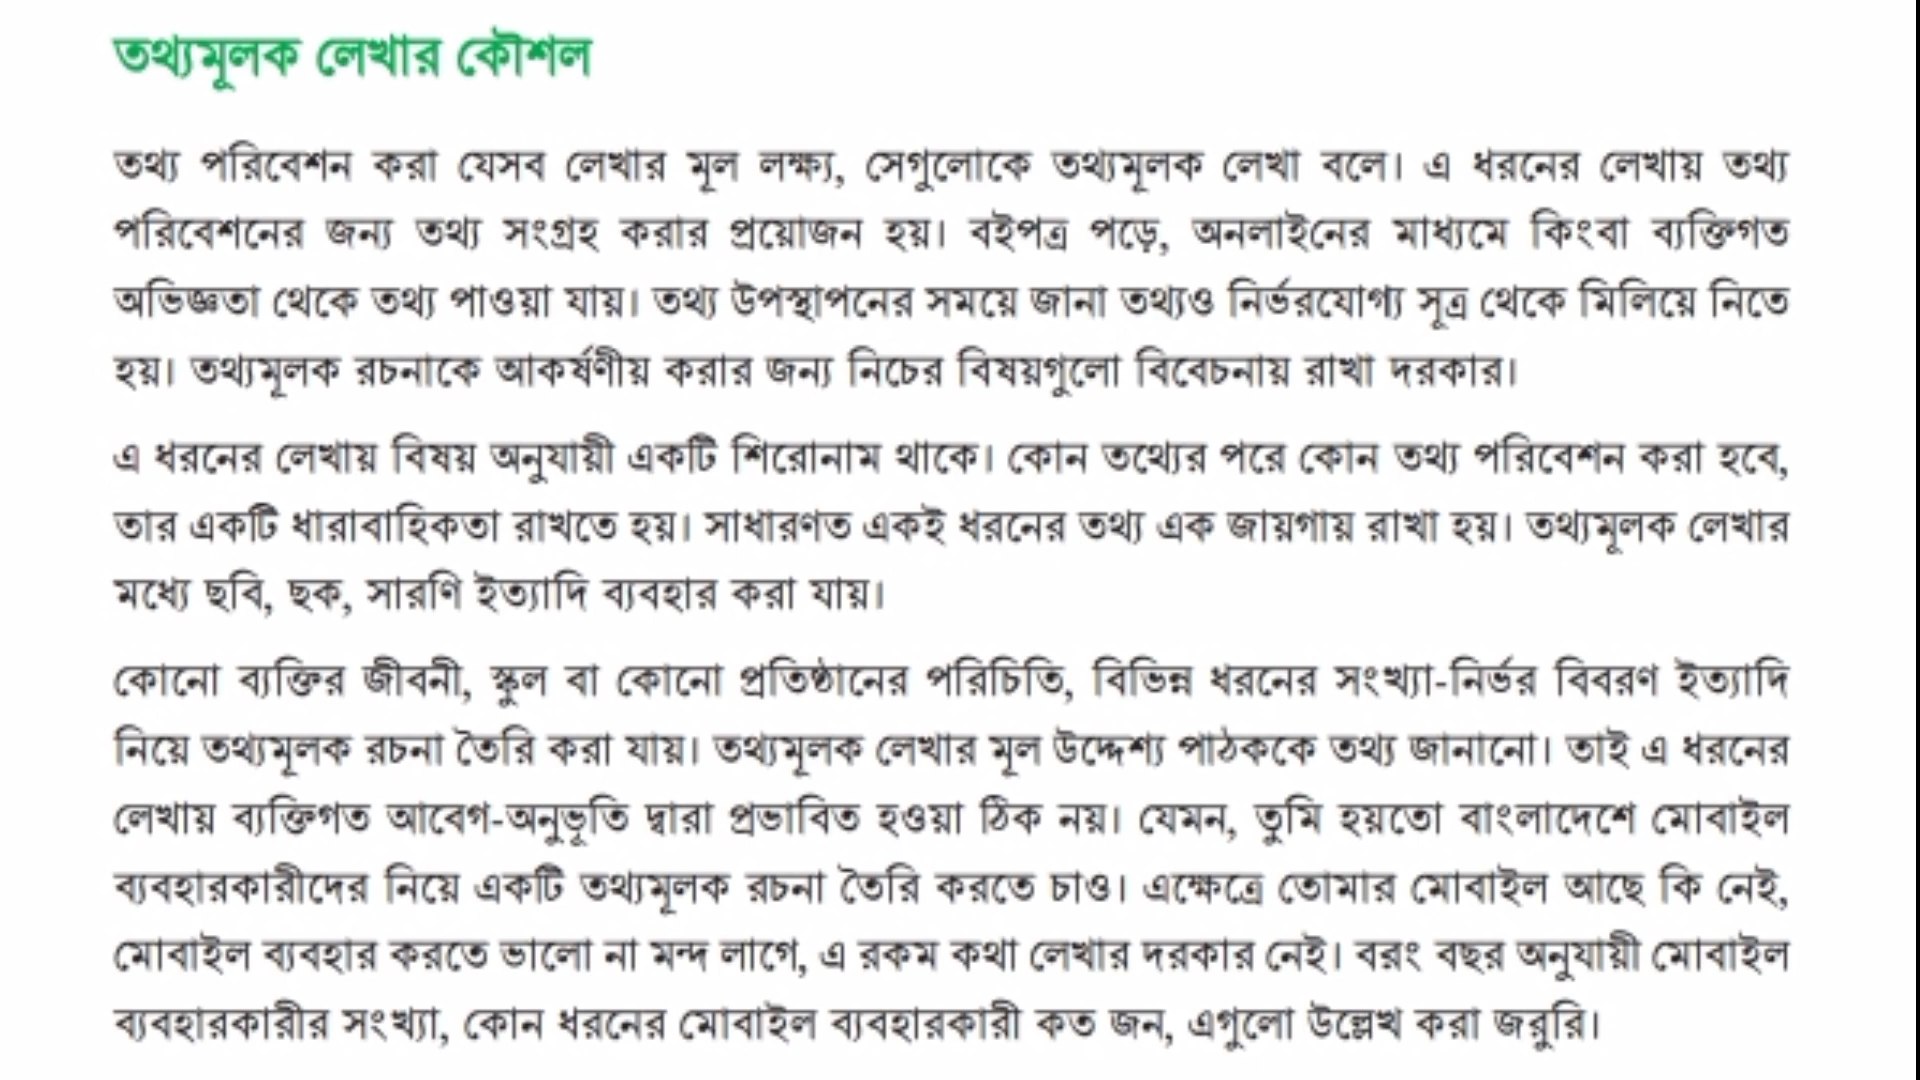 তথ্যমূলক লেখার কৌশল
তথ্য পরিবেশন করা যেসব লেখার মূল লক্ষ্য, সেগুলোকে তথ্যমূলক লেখা বলে। এ ধরনের লেখায় তথ্য
পরিবেশনের জন্য তথ্য সংগ্রহ করার প্রয়োজন হয়। বইপত্র পড়ে, অনলাইনের মাধ্যমে কিংবা ব্যক্তিগত
অভিজ্ঞতা থেকে তথ্য পাওয়া যায়। তথ্য উপস্থাপনের সময়ে জানা তথ্যও নির্ভরযোগ্য সূত্র থেকে মিলিয়ে নিতে
হয়। তথ্যমূলক রচনাকে আকর্ষণীয় করার জন্য নিচের বিষয়গুলো বিবেচনায় রাখা দরকার।
এ ধরনের লেখায় বিষয় অনুযায়ী একটি শিরোনাম থাকে। কোন তথ্যের পরে কোন তথ্য পরিবেশন করা হবে,
তার একটি ধারাবাহিকতা রাখতে হয়। সাধারণত একই ধরনের তথ্য এক জায়গায় রাখা হয়। তথ্যমূলক লেখার
মধ্যে ছবি, ছক, সারণি ইত্যাদি ব্যবহার করা যায়।
কোনো ব্যক্তির জীবনী, স্কুল বা কোনো প্রতিষ্ঠানের পরিচিতি, বিভিন্ন ধরনের সংখ্যা-নির্ভর বিবরণ ইত্যাদি
নিয়ে তথ্যমূলক রচনা তৈরি করা যায়। তথ্যমূলক লেখার মূল উদ্দেশ্য পাঠককে তথ্য জানানো। তাই এ ধরনের
লেখায় ব্যক্তিগত আবেগ-অনুভূতি দ্বারা প্রভাবিত হওয়া ঠিক নয়। যেমন, তুমি হয়তো বাংলাদেশে মোবাইল
ব্যবহারকারীদের নিয়ে একটি তথ্যমূলক রচনা তৈরি করতে চাও। এক্ষেত্রে তোমার মোবাইল আছে কি নেই,
মোবাইল ব্যবহার করতে ভালো না মন্দ লাগে, এ রকম কথা লেখার দরকার নেই। বরং বছর অনুযায়ী মোবাইল
ব্যবহারকারীর সংখ্যা, কোন ধরনের মোবাইল ব্যবহারকারী কত জন, এগুলো উল্লেখ করা জরুরি।